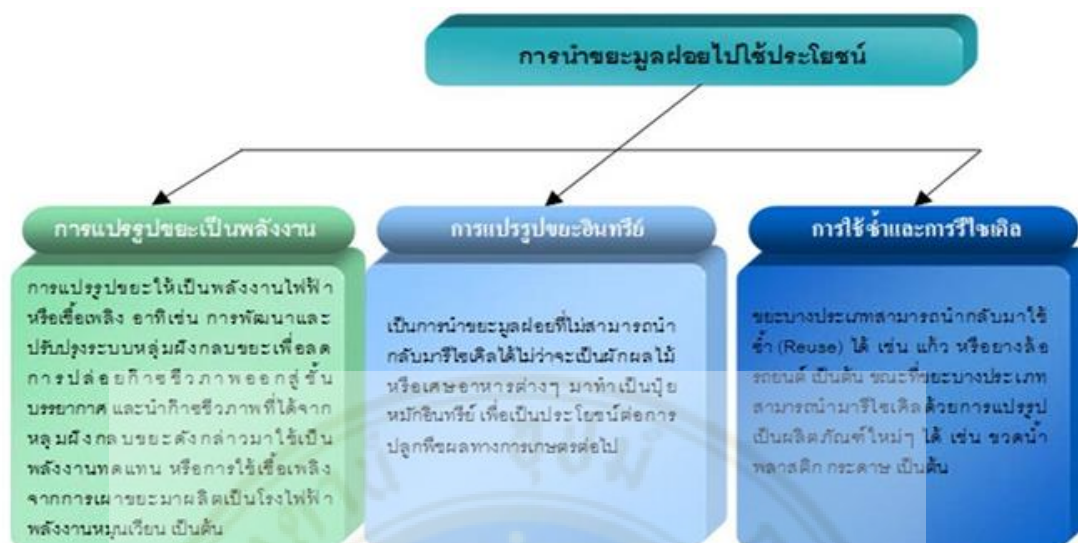 การนำขยะมูลฝอยไปใช้ประโยชน์
การแปรรูปขยะเป็นพลังงาน
การแปรรูปขยะให้เป็นพลังงานไฟฟ้า
หรือเชื้อเพลิง อาทิเช่น การพัฒนาและ
ปรับปรุงระบบหลุ่มฝังกลบขยะเพื่อลด
การปล่อยก๊าซชีวภาพออกสู่ชั้น
บรรยากาศ และนำก๊าซชีวภาพที่ได้จาก
หลุมฝังกลบขยะดังกล่าวมาใช้เป็น
พลังงานทดแทน หรือการใช้เชื้อเพลิง
จากการเผาขยะมาผลิตเป็นโรงไฟฟ้า
พลังงานหมุนเวียน เป็นต้น
การแปรรูปขยะอินทรีย์
เป็นการนำขยะมูลฝอยที่ไม่สามารถนำ
กลับมารีไซเคิลได้ไม่ว่าจะเป็นผักผลไม้
หรือเศษอาหารต่างๆ มาทำเป็นปุ๋ย
หมักอินทรีย์ เพื่อเป็นประโยชน์ต่อการ
ปลูกพืชผลทางการเกษตรต่อไป
การใช้ซ้ำและการรีไซเคิล
ขยะบางประเภทสามารถนำกลับมาใช้
ซ้ำ (Reuse) ได้ เช่น แก้ว หรือยางล้อ
รถยนต์ เป็นต้น ขณะที่ขยะบางประเภท
สามารถนำมารีไซเคิลด้วยการแปรรูป
เป็นผลิตภัณฑ์ใหม่ๆ ได้ เช่น ขวดน้ำ
พลาสติก กระดาษ เป็นต้น